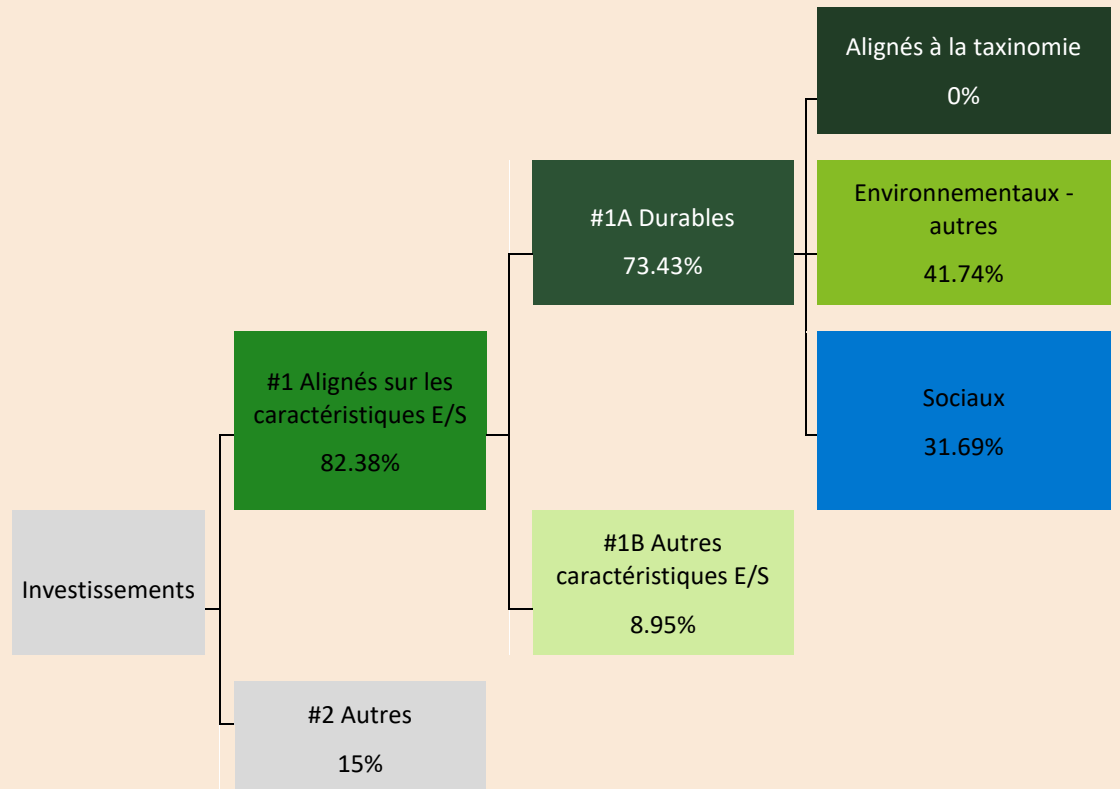 Investissements
#1 Alignés sur les
caractéristiques E/S
82.38%
#2 Autres
15%
#1A Durables
73.43%
#1B Autres
caractéristiques E/S
8.95%
Alignés à la taxinomie
0%
Environnementaux -
autres
41.74%
Sociaux
31.69%